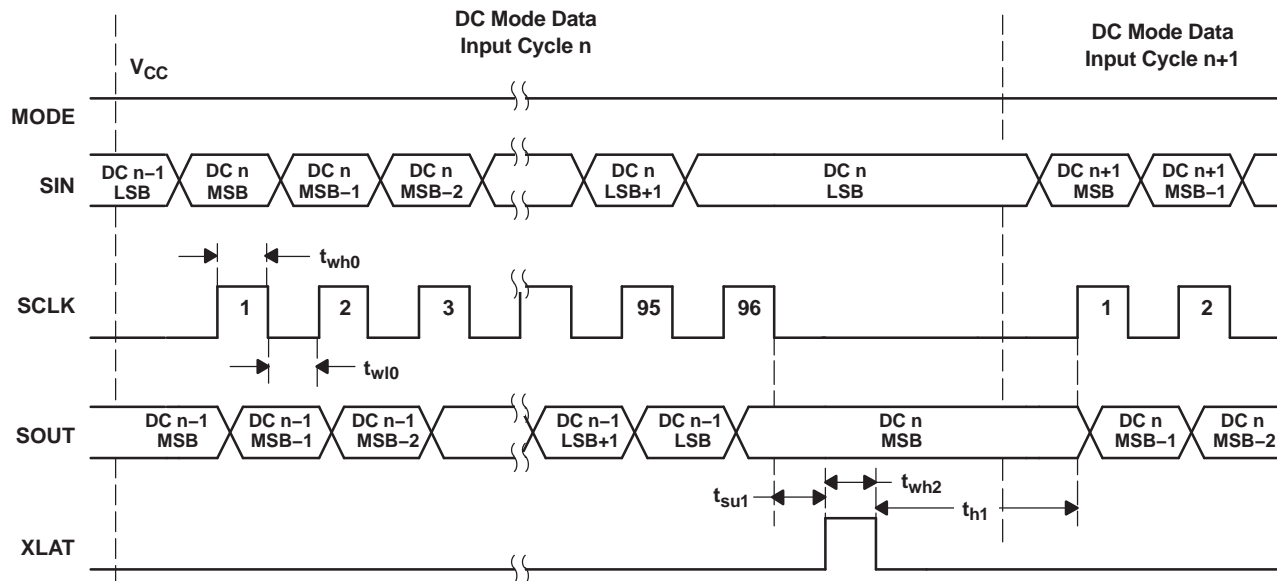 DC Mode Data
Input Cycle n
DC Mode Data
Input Cycle n+1
VCC
MODE
SIN
DC n–1
LSB
DC n
MSB
DC n
MSB–1
DC n
MSB–2
DC n
LSB+1
DC n
LSB
DC n+1
MSB
DC n+1
MSB–1
twh0
SCLK
1
2
3
95
96
1
2
twl0
SOUT
DC n–1
MSB
DC n–1
MSB–1
DC n–1
MSB–2
DC n–1
LSB+1
DC n–1
LSB
DC n
MSB
DC n
MSB–1
DC n
MSB–2
tsu1
twh2
th1
XLAT